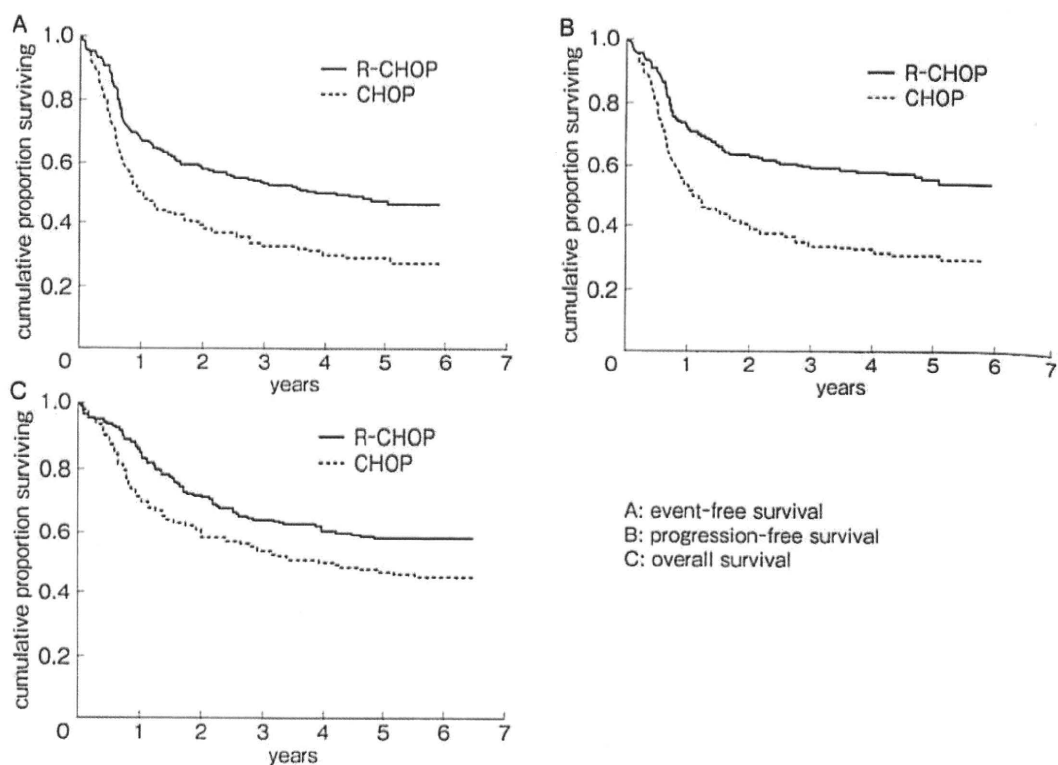 A
cumulative proportion surviving
1.0
0.8
0.6
0.4
0.2
0
1
2
3
4
5
6
7
years
R-CHOP
CHOP
B
cumulative proportion surviving
1.0
0.8
0.6
0.4
0.2
0
1
2
3
4
5
6
7
years
R-CHOP
CHOP
C
cumulative proportion surviving
1.0
0.8
0.6
0.4
0.2
0
1
2
3
4
5
6
7
years
R-CHOP
CHOP
A: event-free survival
B: progression-free survival
C: overall survival